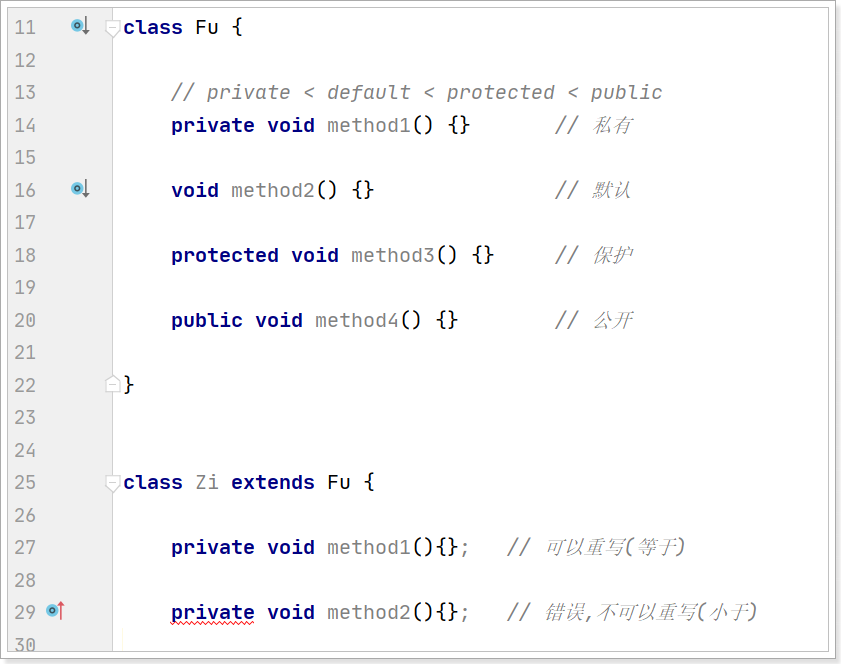 11 class Fu {
12
13 // private < default < protected < public
14 private void method1() {} // 私有
15
16 void method2() {} // 默认
17
18 protected void method3() {} // 保护
19
20 public void method4() {} // 公开
21
22 }
23
24
25 class Zi extends Fu {
26
27 private void method1(){}; // 可以重写(等于)
28
29 private void method2(){}; // 错误,不可以重写(小于)
30